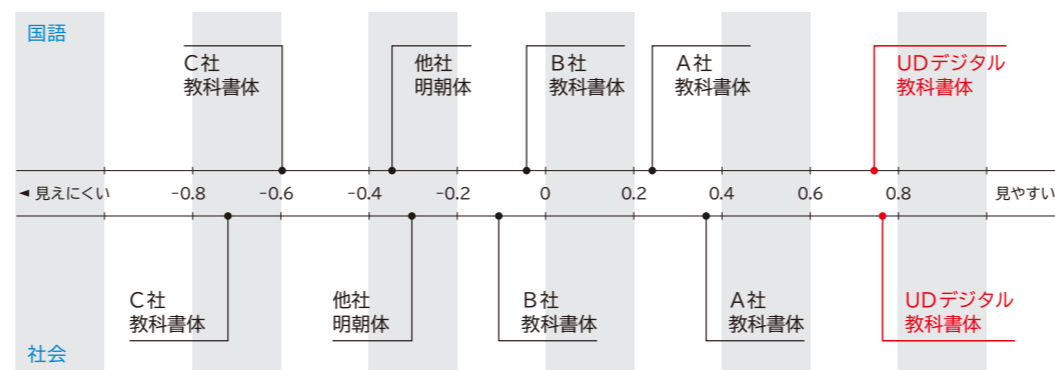 国語
C社
教科書体
他社
明朝体
B社
教科書体
A社
教科書体
UDデジタル
教科書体
◄ 見えにくい -0.8 -0.6 -0.4 -0.2 0 0.2 0.4 0.6 0.8 見やすい
C社
教科書体
他社
明朝体
B社
教科書体
A社
教科書体
UDデジタル
教科書体
社会